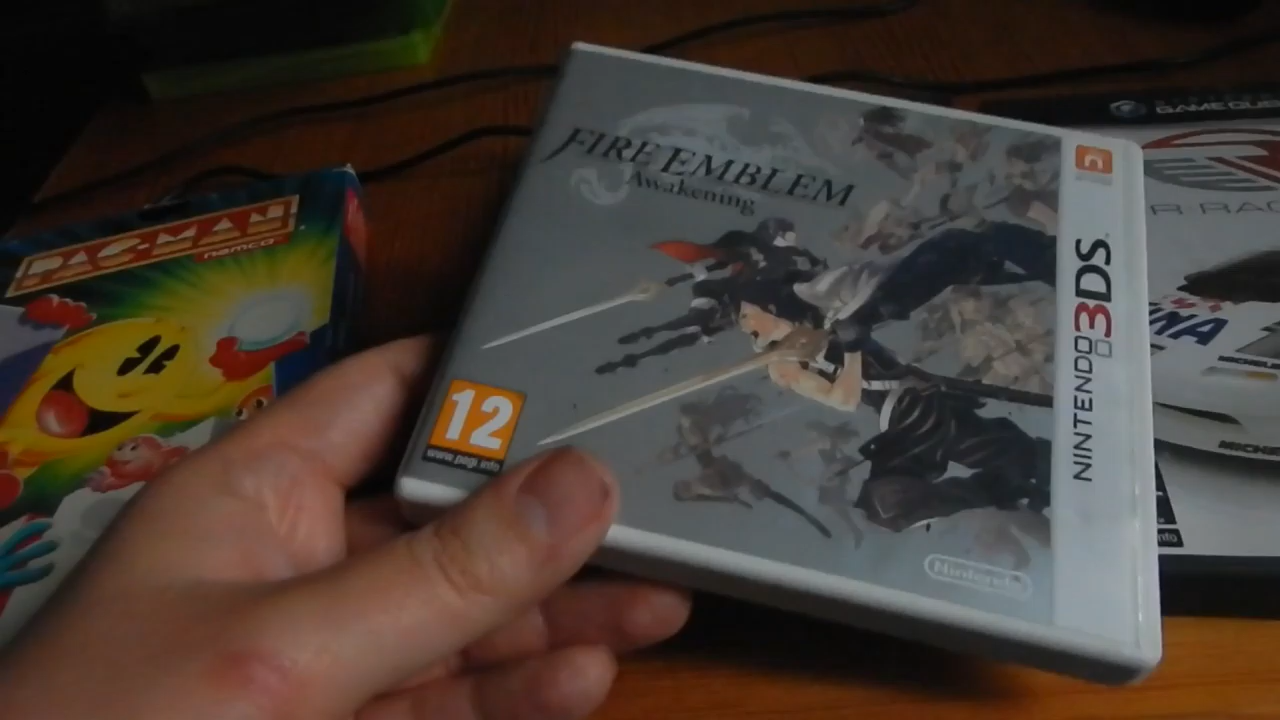 PAC-MAN
namco
FIRE EMBLEM
Awakening
12
www.pegi.info
Nintendo
NINTENDO 3DS
GAMECUBE